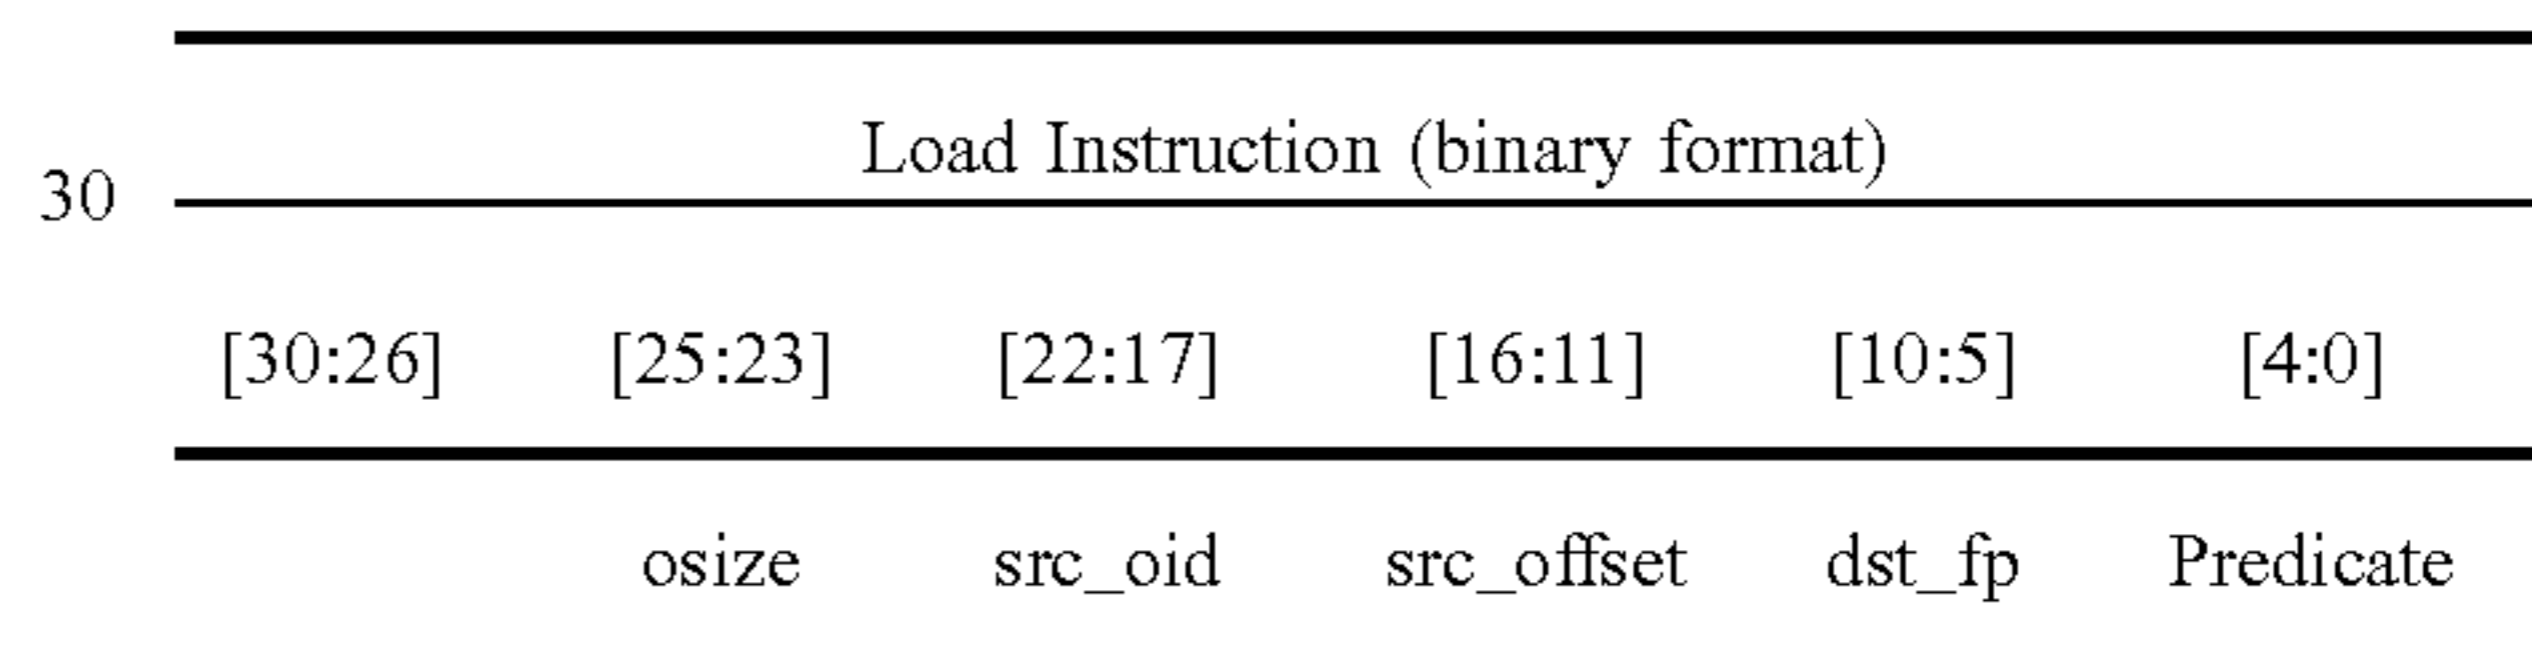 Load Instruction (binary format)
30
[30:26] [25:23] [22:17] [16:11] [10:5] [4:0]
osize src_oid src_offset dst_fp Predicate